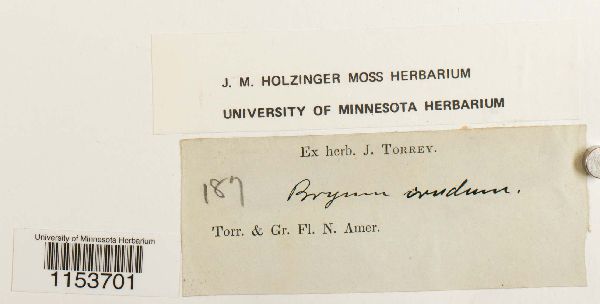 J. M. HOLZINGER MOSS HERBARIUM
UNIVERSITY OF MINNESOTA HERBARIUM
Ex herb. J. TORREY.
187
Bryum crudum.
Torr. & Gr. Fl. N. Amer.
University of Minnesota Herbarium
1153701